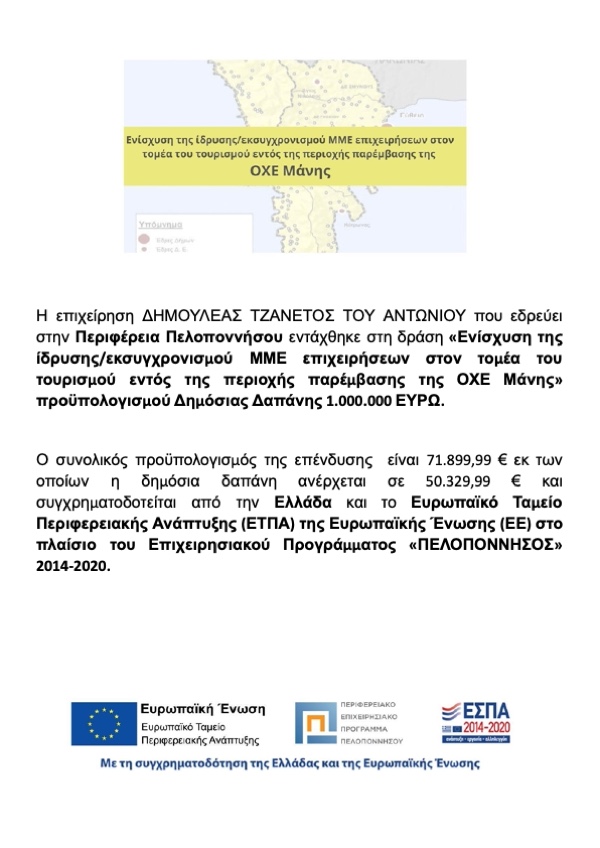 Ενίσχυση της ίδρυσης/εκσυγχρονισμού ΜΜΕ επιχειρήσεων στον
τομέα του τουρισμού εντός της περιοχής παρέμβασης της
ΟΧΕ Μάνης
Υπόμνημα
Έδρες Δήμων
Έδρες Δ. Ε.
Η επιχείρηση ΔΗΜΟΥΛΕΑΣ ΤΖΑΝΕΤΟΣ ΤΟΥ ΑΝΤΩΝΙΟΥ που εδρεύει
στην Περιφέρεια Πελοποννήσου εντάχθηκε στη δράση «Ενίσχυση της
ίδρυσης/εκσυγχρονισμού ΜΜΕ επιχειρήσεων στον τομέα του
τουρισμού εντός της περιοχής παρέμβασης της ΟΧΕ Μάνης»
προϋπολογισμού Δημόσιας Δαπάνης 1.000.000 ΕΥΡΩ.
Ο συνολικός προϋπολογισμός της επένδυσης είναι 71.899,99 € εκ των
οποίων η δημόσια δαπάνη ανέρχεται σε 50.329,99 € και
συγχρηματοδοτείται από την Ελλάδα και το Ευρωπαϊκό Ταμείο
Περιφερειακής Ανάπτυξης (ΕΤΠΑ) της Ευρωπαϊκής Ένωσης (ΕΕ) στο
πλαίσιο του Επιχειρησιακού Προγράμματος «ΠΕΛΟΠΟΝΝΗΣΟΣ»
2014-2020.
Ευρωπαϊκή Ένωση
Ευρωπαϊκό Ταμείο
Περιφερειακής Ανάπτυξης
ΠΕΡΙΦΕΡΕΙΑΚΟ
ΕΠΙΧΕΙΡΗΣΙΑΚΟ
ΠΡΟΓΡΑΜΜΑ
ΠΕΛΟΠΟΝΝΗΣΟΥ
ΕΣΠΑ
2014-2020
ανάπτυξη - εργασία - αλληλεγγύη
Με τη συγχρηματοδότηση της Ελλάδας και της Ευρωπαϊκής Ένωσης